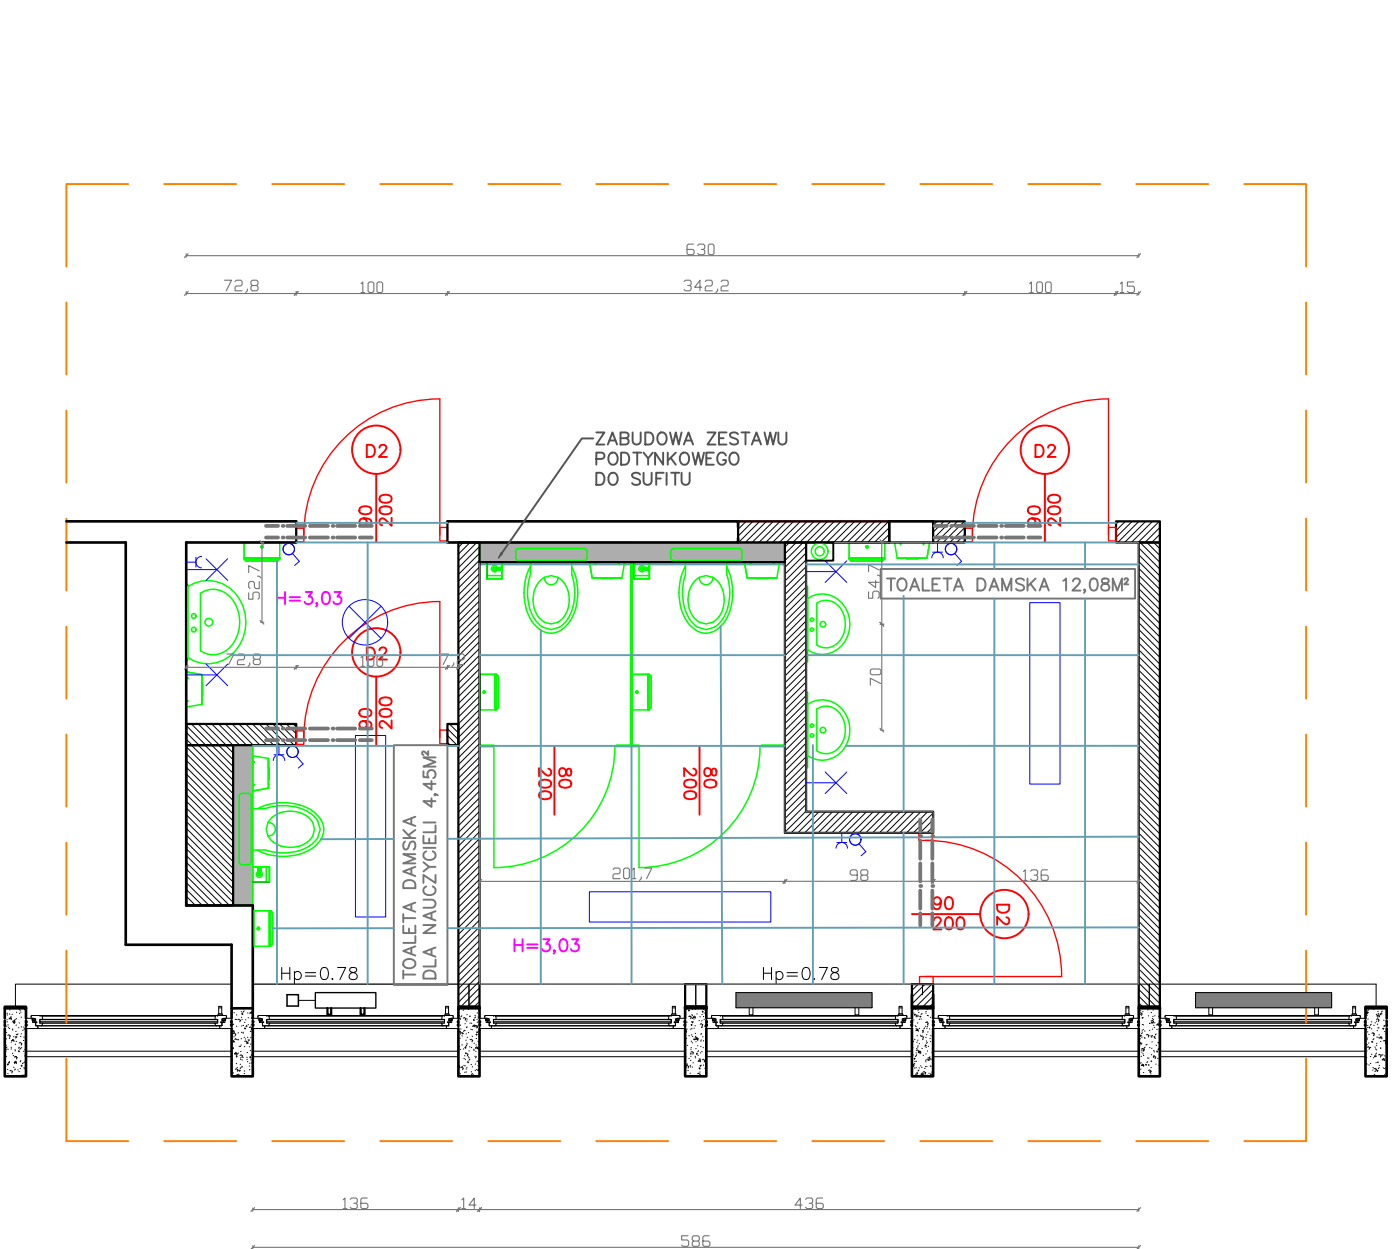 630
72,8
100
342,2
100
15
ZABUDOWA ZESTAWU
PODTYNKOWEGO
DO SUFITU
D2
90
200
D2
90
200
52,7
H=3,03
54,7
TOALETA DAMSKA 12,08M²
D2
72,8
100
70
90
200
80
200
80
200
TOALETA DAMSKA
DLA NAUCZYCIELI 4,45M²
201,7
98
136
90
200
D2
H=3,03
Hp=0.78
Hp=0.78
136
14
436
586